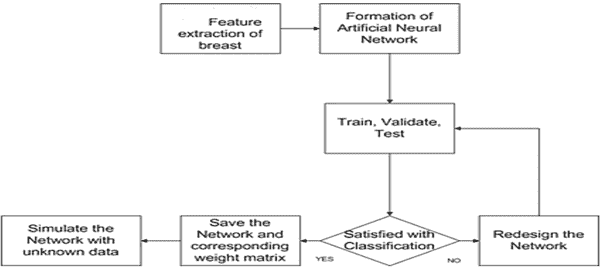 Feature
extraction of
breast
Formation of
Artificial Neural
Network
Train, Validate,
Test
Satisfied with
Classification
YES
NO
Save the
Network and
corresponding
weight matrix
Simulate the
Network with
unknown data
Redesign the
Network